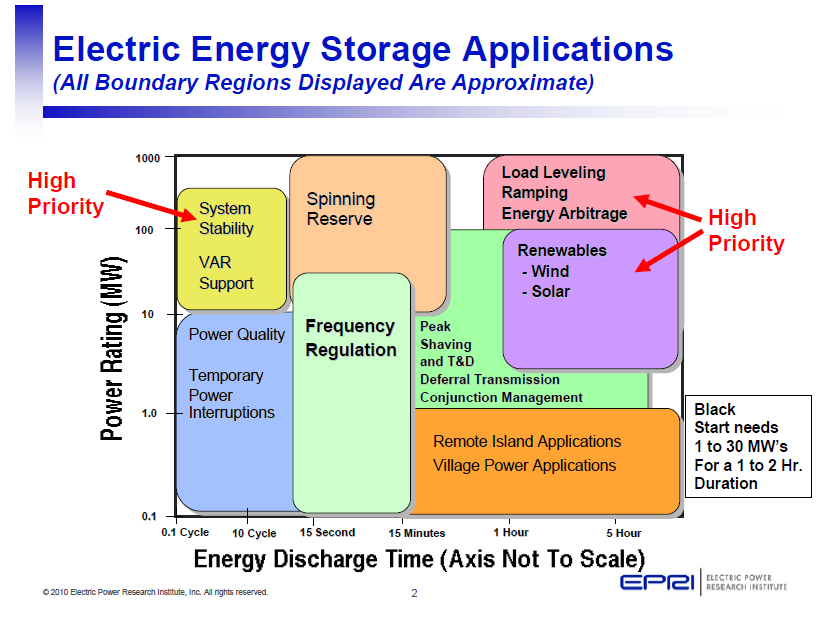 Electric Energy Storage Applications
(All Boundary Regions Displayed Are Approximate)
High
Priority
Power Rating (MW)
1000
100
10
1.0
0.1
System
Stability
VAR
Support
Spinning
Reserve
Load Leveling
Ramping
Energy Arbitrage
High
Priority
Renewables
- Wind
- Solar
Power Quality
Temporary
Power
Interruptions
Frequency
Regulation
Peak
Shaving
and T&D
Deferral Transmission
Conjunction Management
Remote Island Applications
Village Power Applications
Black
Start needs
1 to 30 MW’s
For a 1 to 2 Hr.
Duration
0.1 Cycle
10 Cycle
15 Second
15 Minutes
1 Hour
5 Hour
Energy Discharge Time (Axis Not To Scale)
© 2010 Electric Power Research Institute, Inc. All rights reserved.
2
EPRI
ELECTRIC POWER
RESEARCH INSTITUTE